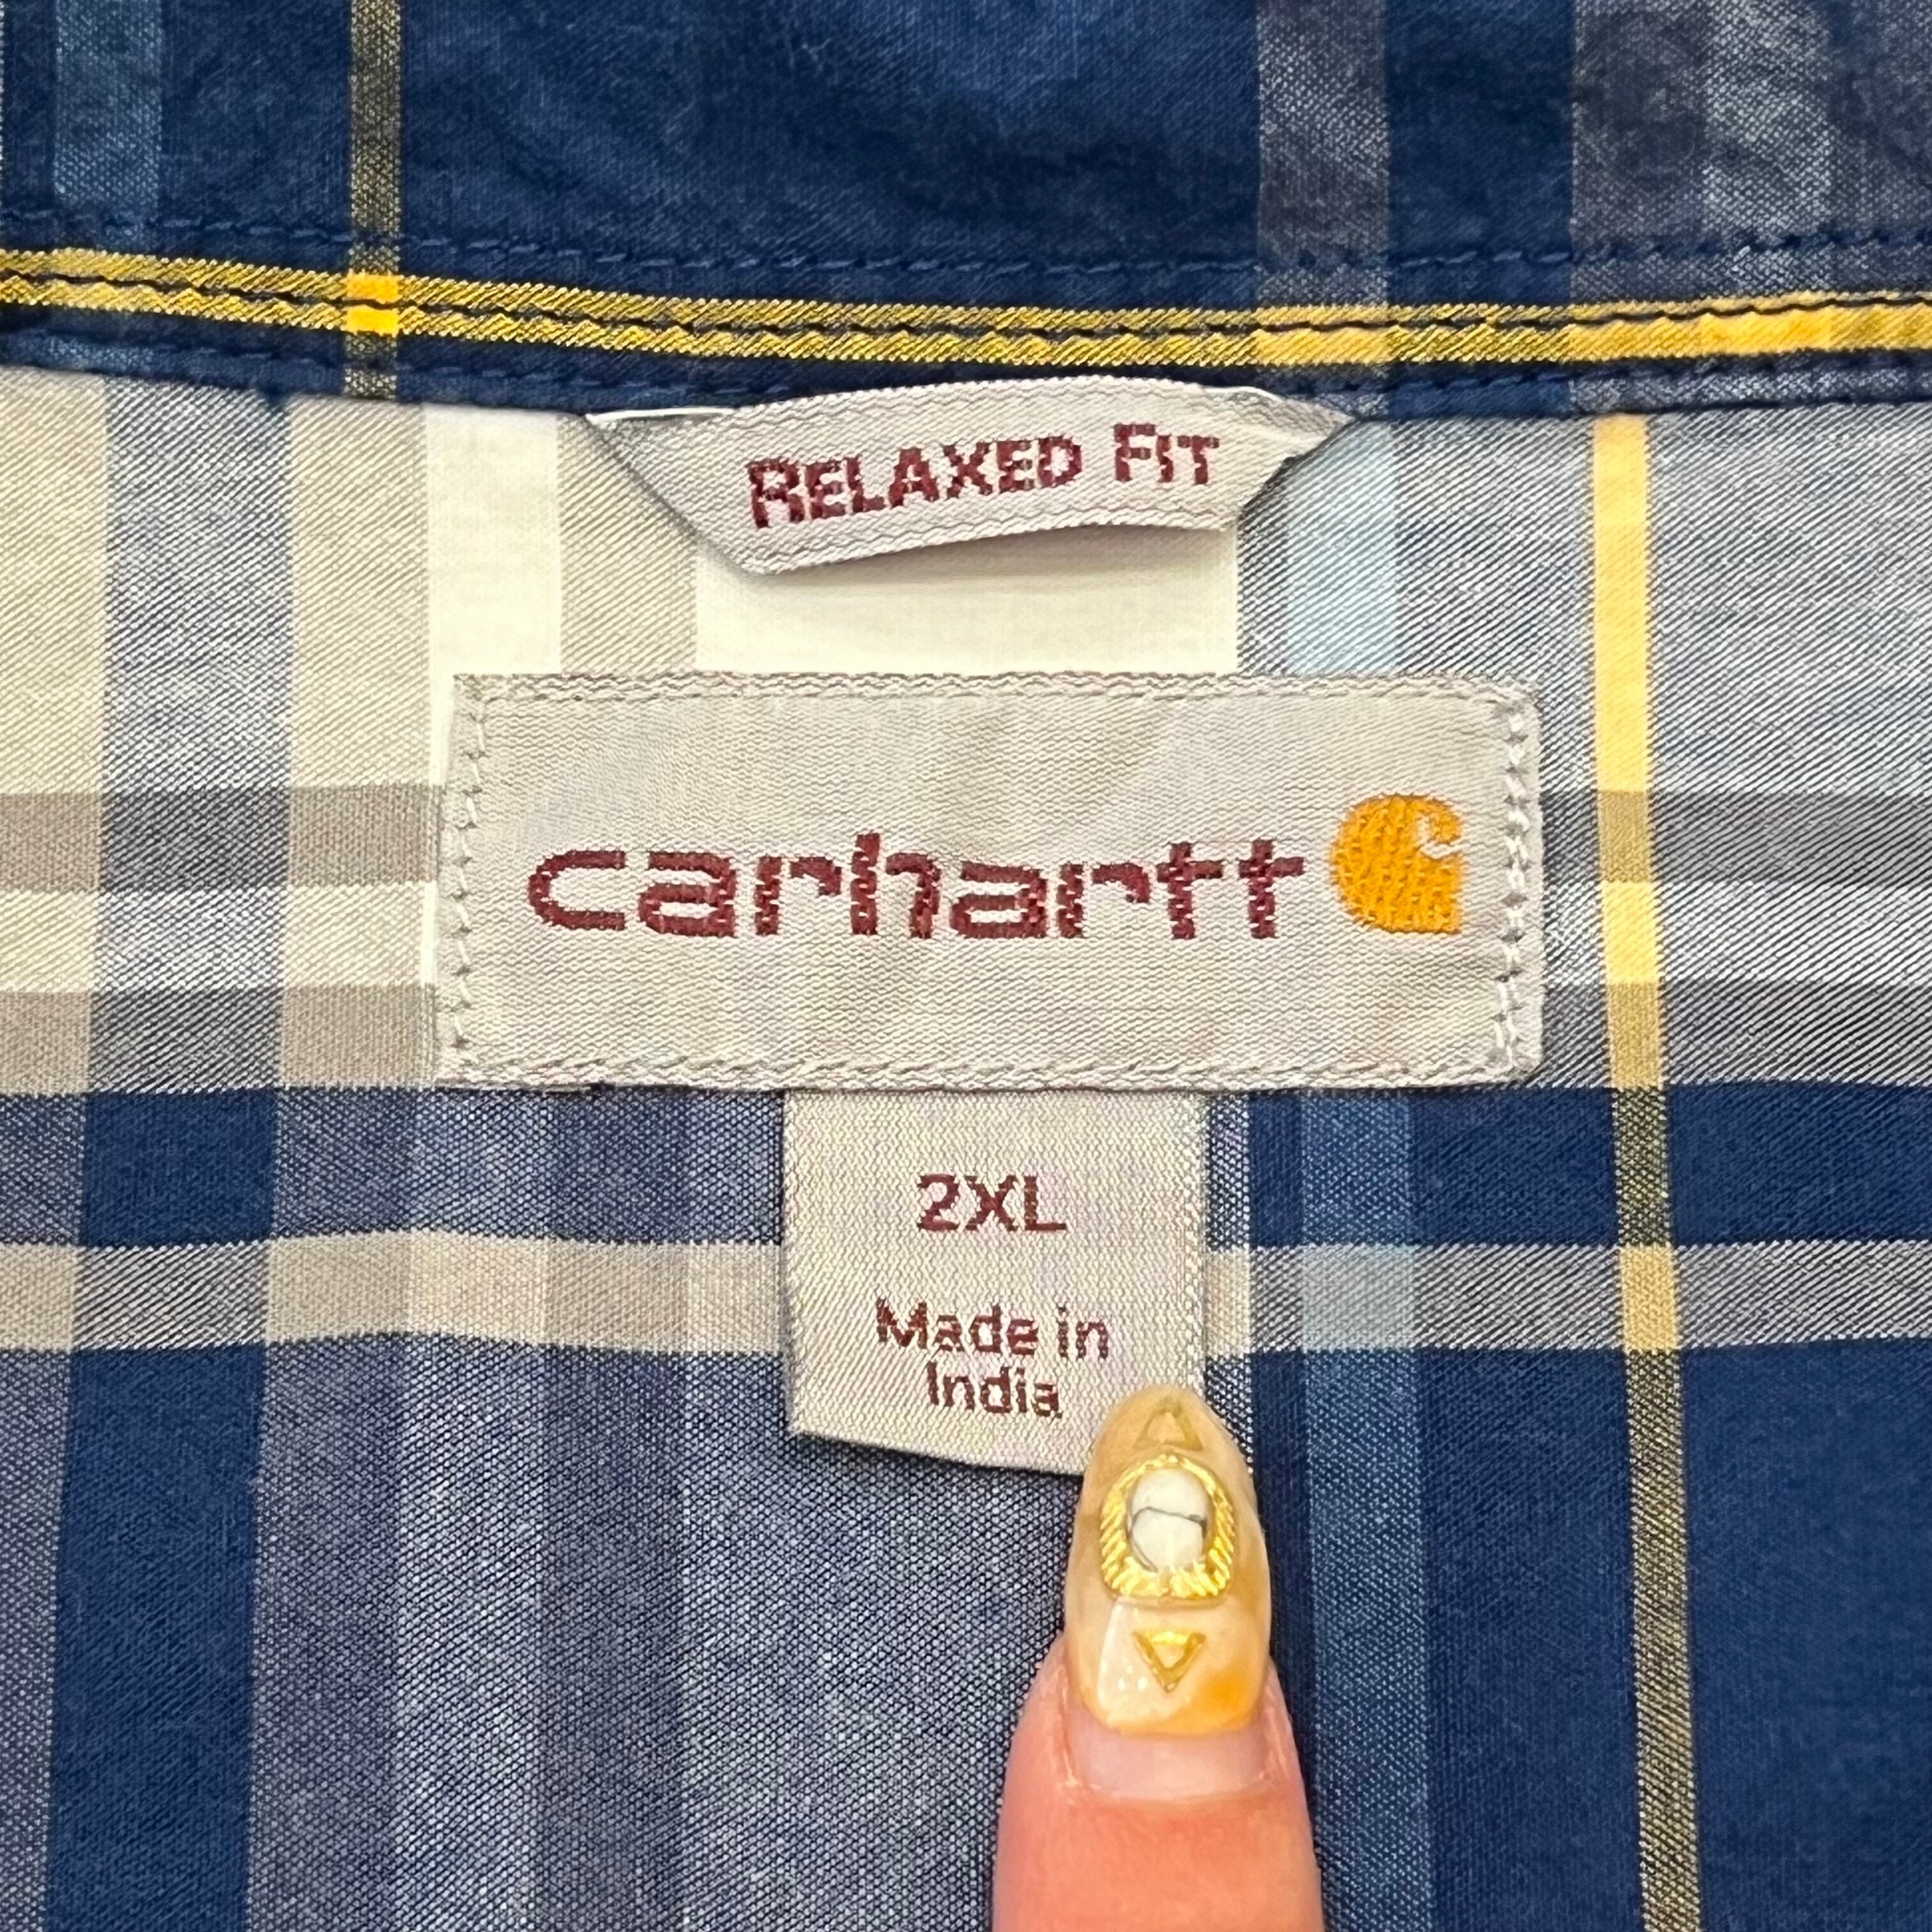 RELAXED FIT
carhartt
2XL
Made in
India